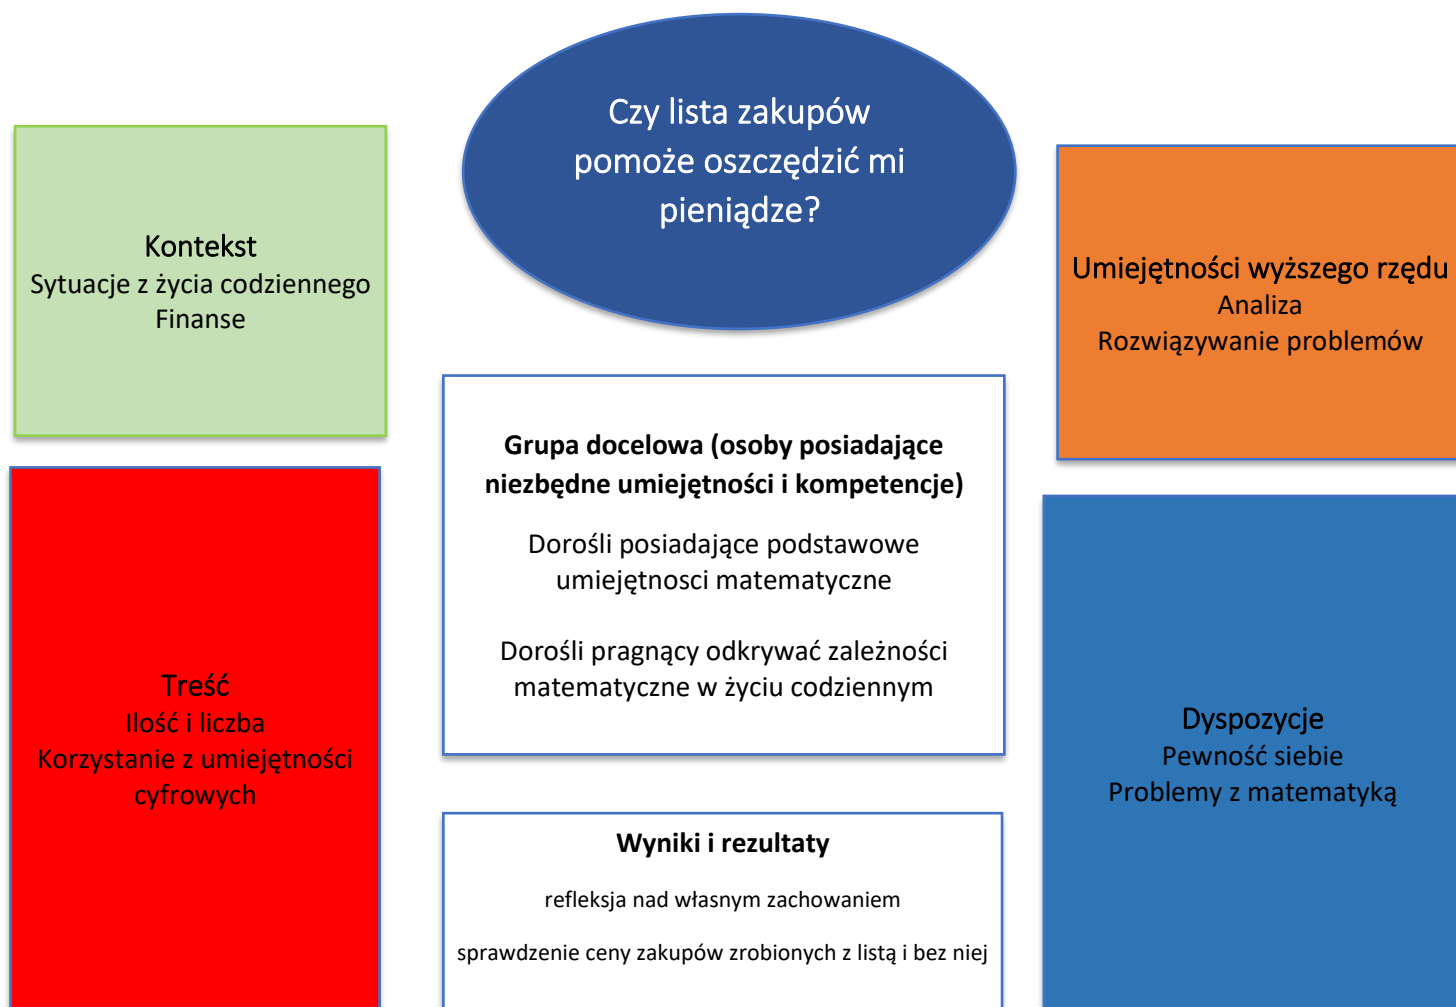 Czy lista zakupów
pomoże oszczędzić mi
pieniądze?
Kontekst
Sytuacje z życia codziennego
Finanse
Umiejętności wyższego rzędu
Analiza
Rozwiązywanie problemów
Grupa docelowa (osoby posiadające
niezbędne umiejętności i kompetencje)
Dorośli posiadające podstawowe
umiejętnosci matematyczne
Dorośli pragnący odkrywać zależności
matematyczne w życiu codziennym
Treść
Ilość i liczba
Korzystanie z umiejętności
cyfrowych
Dyspozycje
Pewność siebie
Problemy z matematyką
Wyniki i rezultaty
refleksja nad własnym zachowaniem
sprawdzenie ceny zakupów zrobionych z listą i bez niej